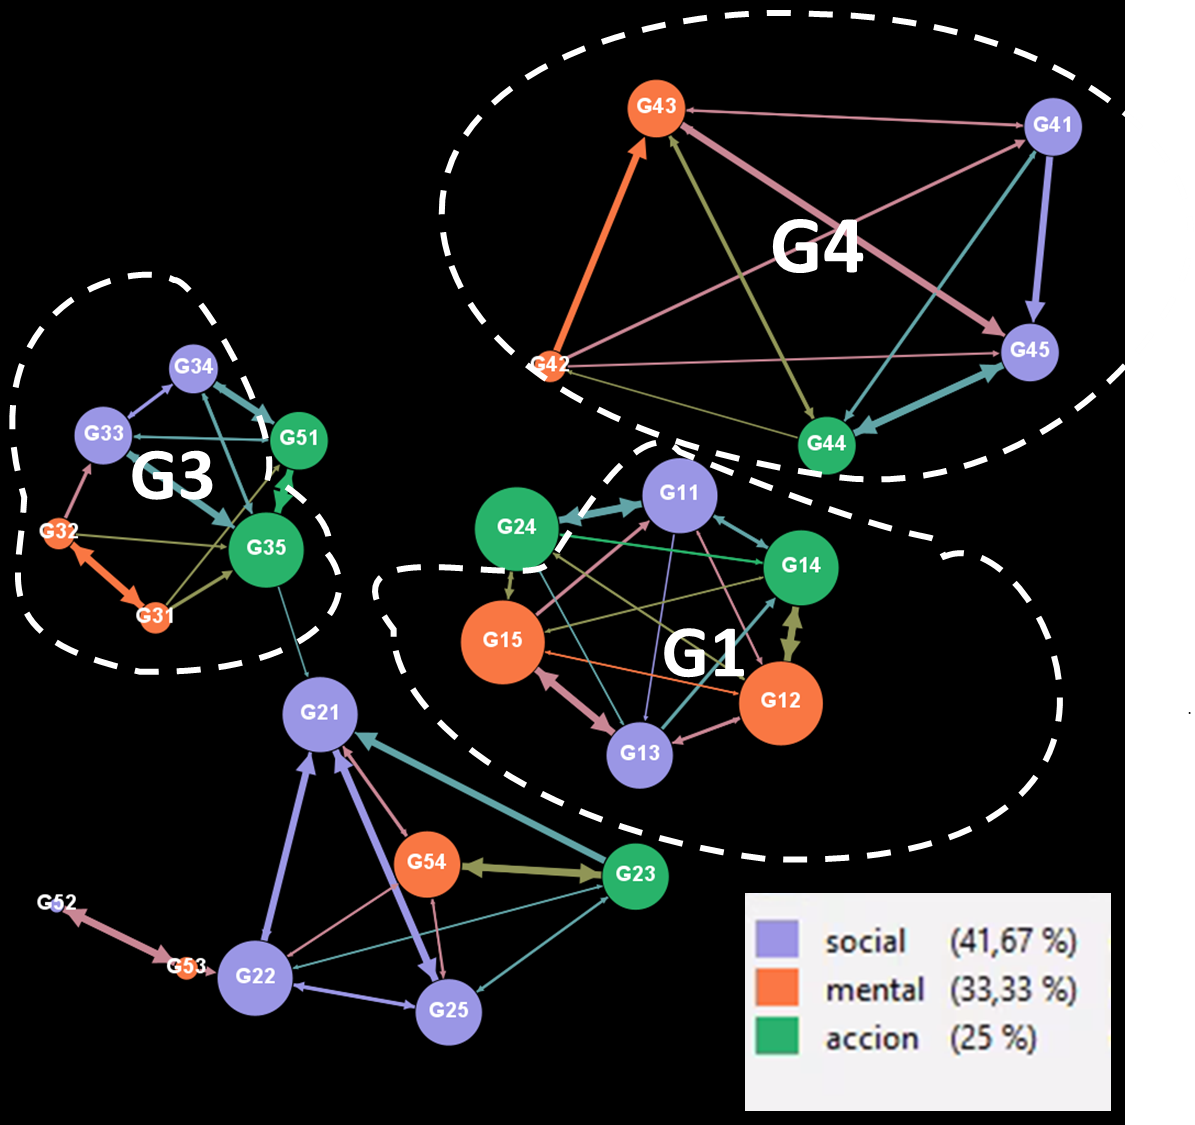 G43
G41
G4
G42
G45
G44
G34
G33
G51
G3
G32
G35
G31
G11
G24
G14
G15
G1
G12
G13
G21
G54
G23
G52
G53
G22
G25
social (41,67 %)
mental (33,33 %)
accion (25 %)